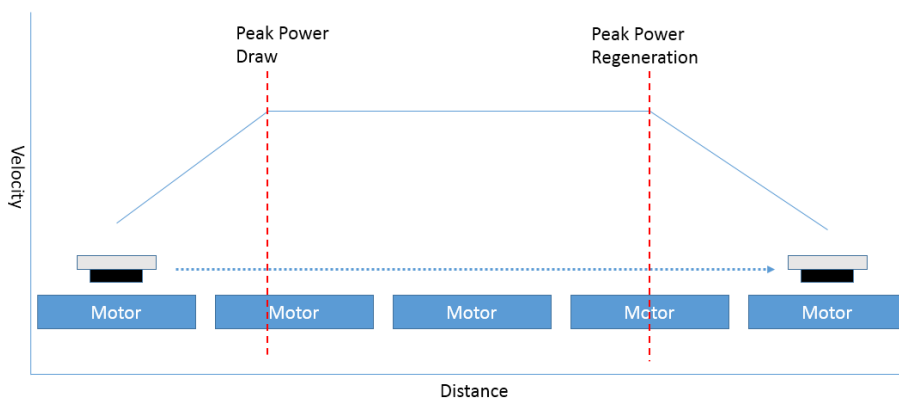 Peak Power
Draw
Peak Power
Regeneration
Velocity
Motor
Motor
Motor
Motor
Motor
Distance